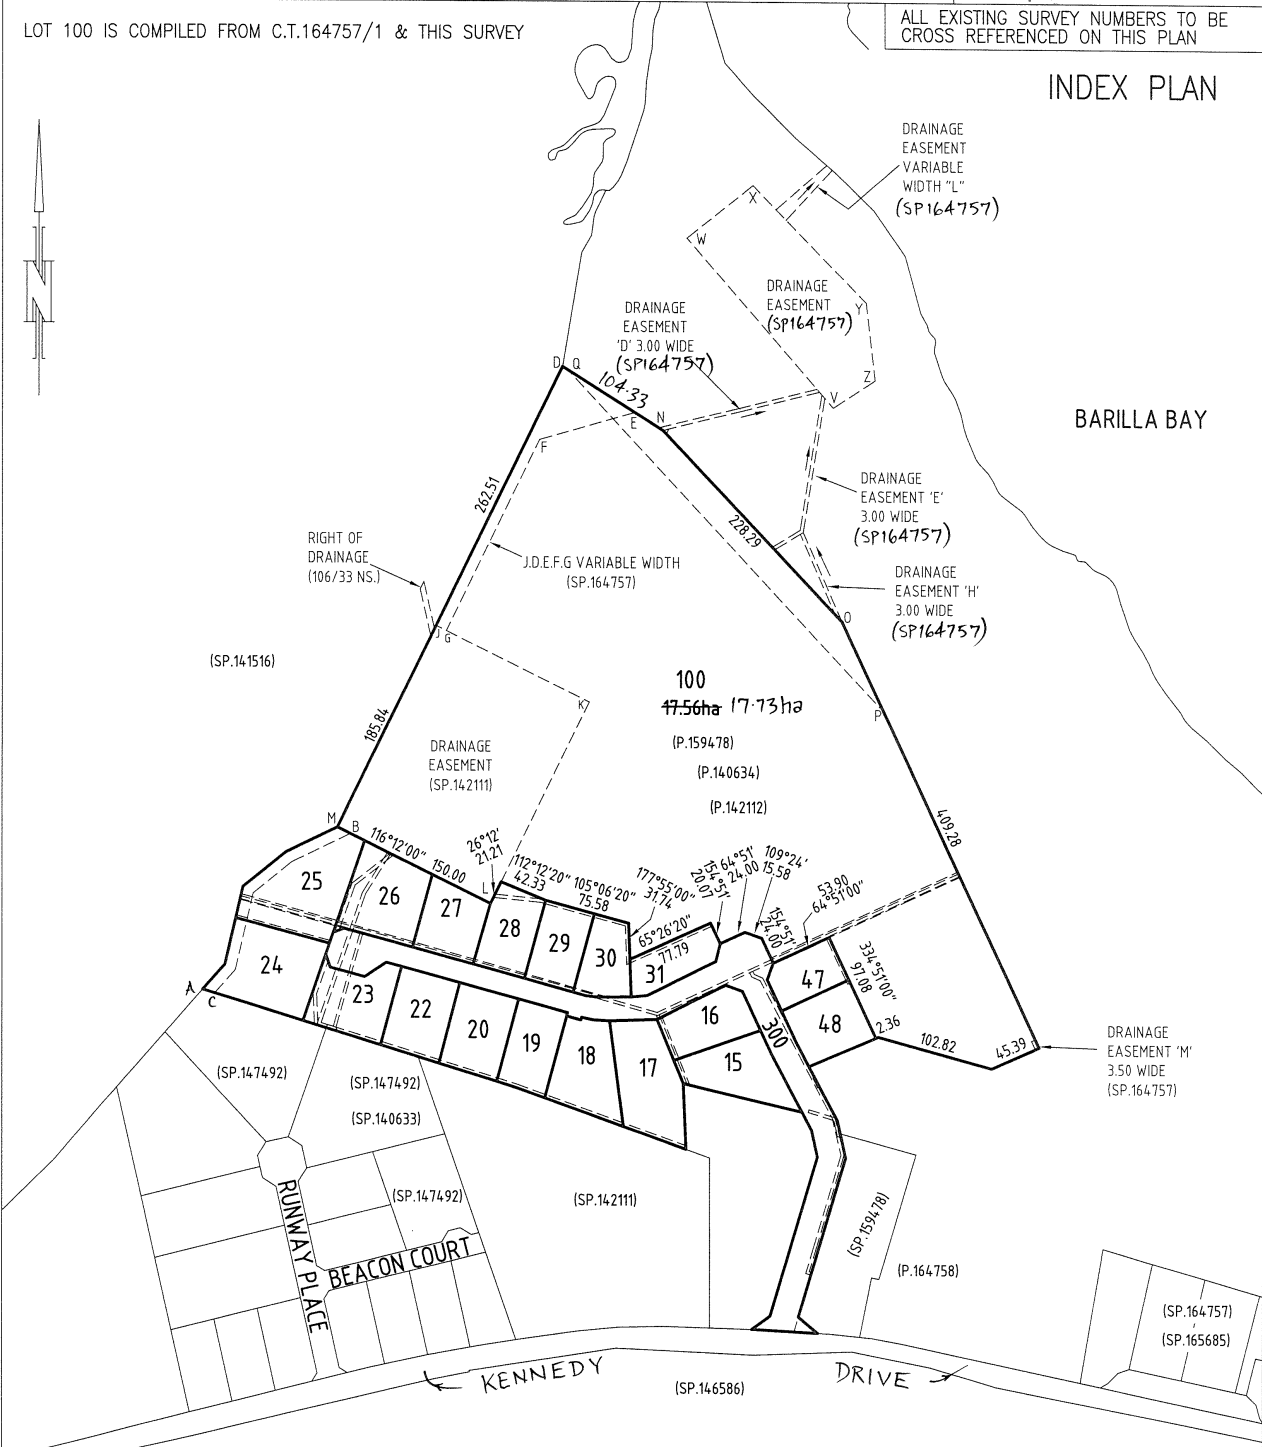 LOT 100 IS COMPILED FROM C.T.164757/1 & THIS SURVEY
ALL EXISTING SURVEY NUMBERS TO BE
CROSS REFERENCED ON THIS PLAN
INDEX PLAN
N
DRAINAGE
EASEMENT
VARIABLE
WIDTH "L"
(SP164757)
X
W
DRAINAGE
EASEMENT
(SP164757)
Y
Z
V
DRAINAGE
EASEMENT
'D' 3.00 WIDE
(SP164757)
BARILLA BAY
D Q
104.33
E
N
F
262.51
228.29
DRAINAGE
EASEMENT 'E'
3.00 WIDE
(SP164757)
RIGHT OF
DRAINAGE
(106/33 NS.)
J.D.E.F.G VARIABLE WIDTH
(SP.164757)
DRAINAGE
EASEMENT 'H'
3.00 WIDE
(SP164757)
O
J G
(SP.141516)
100
17.56ha 17.73ha
K
P
185.84
(P.159478)
(P.140634)
(P.142112)
DRAINAGE
EASEMENT
(SP.142111)
409.28
M B
116°12'00"
150.00
26°12'
21.21
L
112°12'20"
42.33
105°06'20"
75.58
177°55'00"
31.74
65°26'20"
77.79
154°51'
20.07
64°51'
24.00
109°24'
15.58
154°51'
24.00
53.90
64°51'00"
334°51'00"
97.08
25
26
27
28
29
30
31
47
48
24
23
22
20
19
18
17
16
15
300
A
C
2.36
102.82
45.39
DRAINAGE
EASEMENT 'M'
3.50 WIDE
(SP.164757)
(SP.147492)
(SP.147492)
(SP.140633)
(SP.147492)
(SP.142111)
(SP.159478)
(P.164758)
RUNWAY PLACE
BEACON COURT
(SP.164757)
(SP.165685)
KENNEDY DRIVE
(SP.146586)